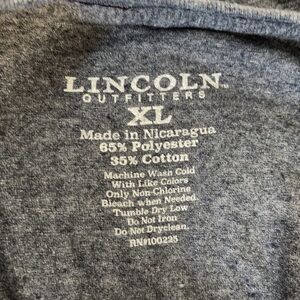 LINCOLN™
OUTFITTERS
XL
Made in Nicaragua
65% Polyester
35% Cotton
Machine Wash Cold
With Like Colors
Only Non-Chlorine
Bleach when Needed.
Tumble Dry Low
Do Not Iron
Do Not Dryclean.
RN#100225